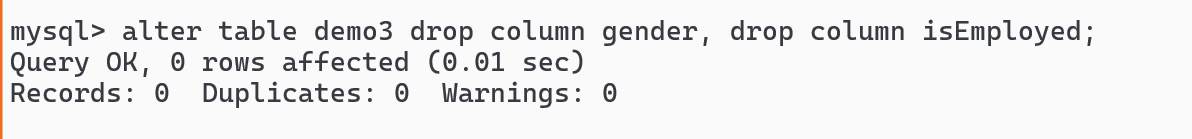 mysql> alter table demo3 drop column gender, drop column isEmployed;
Query OK, 0 rows affected (0.01 sec)
Records: 0  Duplicates: 0  Warnings: 0